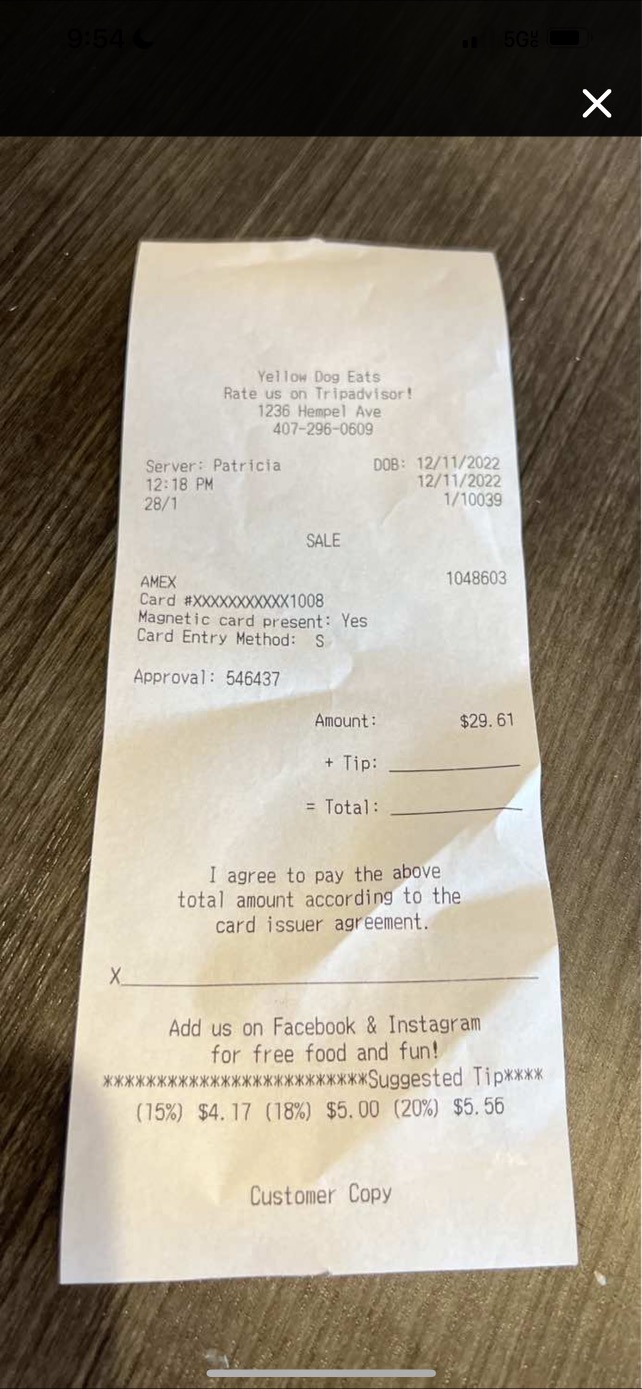 9:54
5G
Yellow Dog Eats
Rate us on Tripadvisor!
1236 Hempel Ave
407-296-0609
Server: Patricia DOB: 12/11/2022
12:18 PM 12/11/2022
28/1 1/10039
SALE
AMEX 1048603
Card #XXXXXXXXXXX1008
Magnetic card present: Yes
Card Entry Method: S
Approval: 546437
Amount: $29.61
+ Tip:
= Total:
I agree to pay the above
total amount according to the
card issuer agreement.
X
Add us on Facebook & Instagram
for free food and fun!
*************************Suggested Tip****
(15%) $4.17 (18%) $5.00 (20%) $5.56
Customer Copy